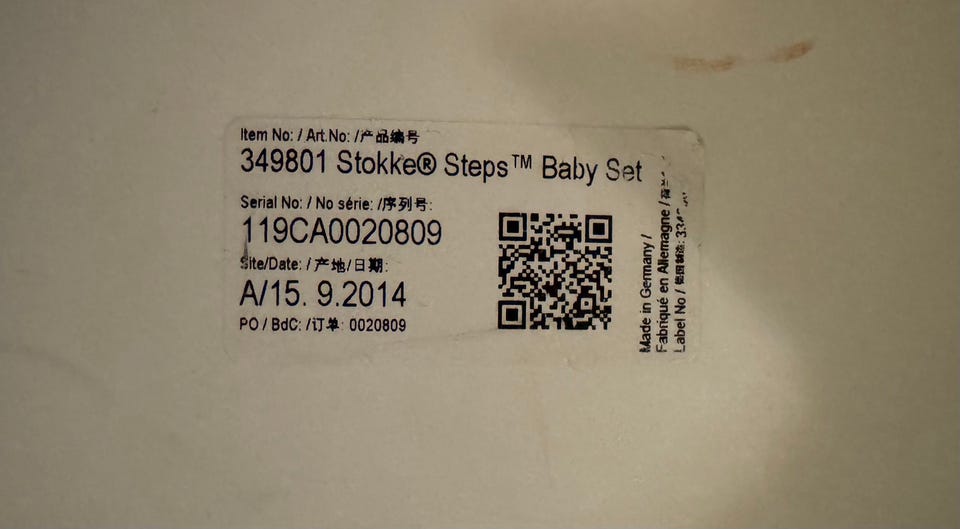 Item No: / Art.No: /产品编号
349801 Stokke® Steps™ Baby Set
Serial No: / No série: /序列号:
119CA0020809
Site/Date: / 产地/日期:
A/15. 9.2014
PO / BdC: /订单: 0020809
Made in Germany /
Fabriqué en Allemagne /
Label No /